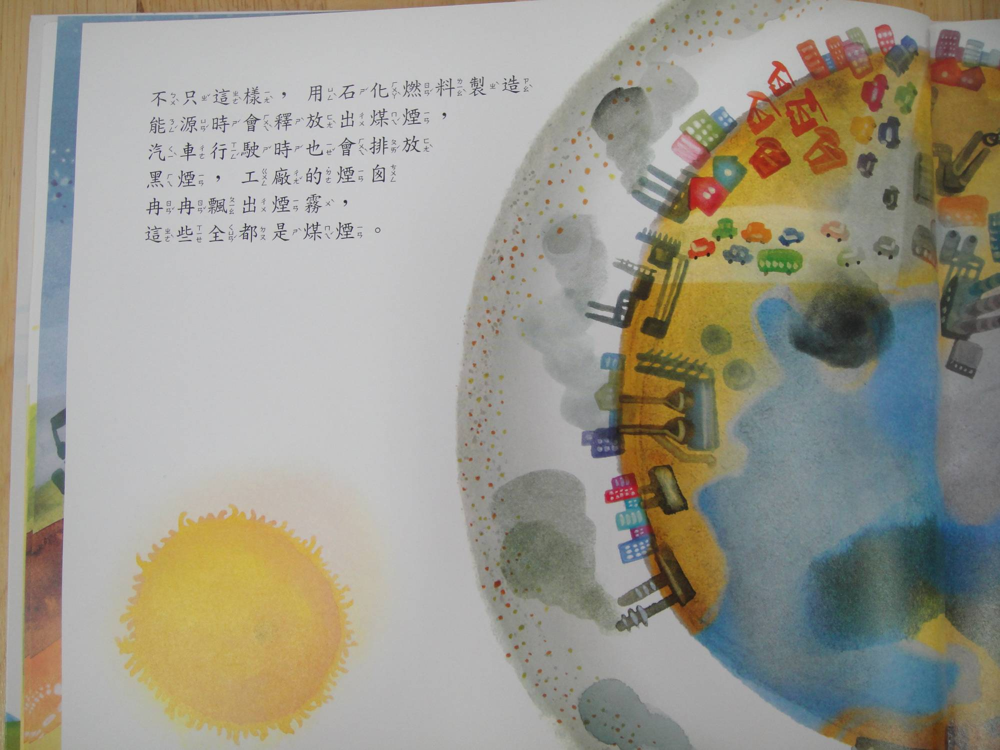 不只這樣，用石化燃料製造
能源時會釋放出煤煙，
汽車行駛時也會排放
黑煙，工廠的煙囪
冉冉飄出煙霧，
這些全都是煤煙。